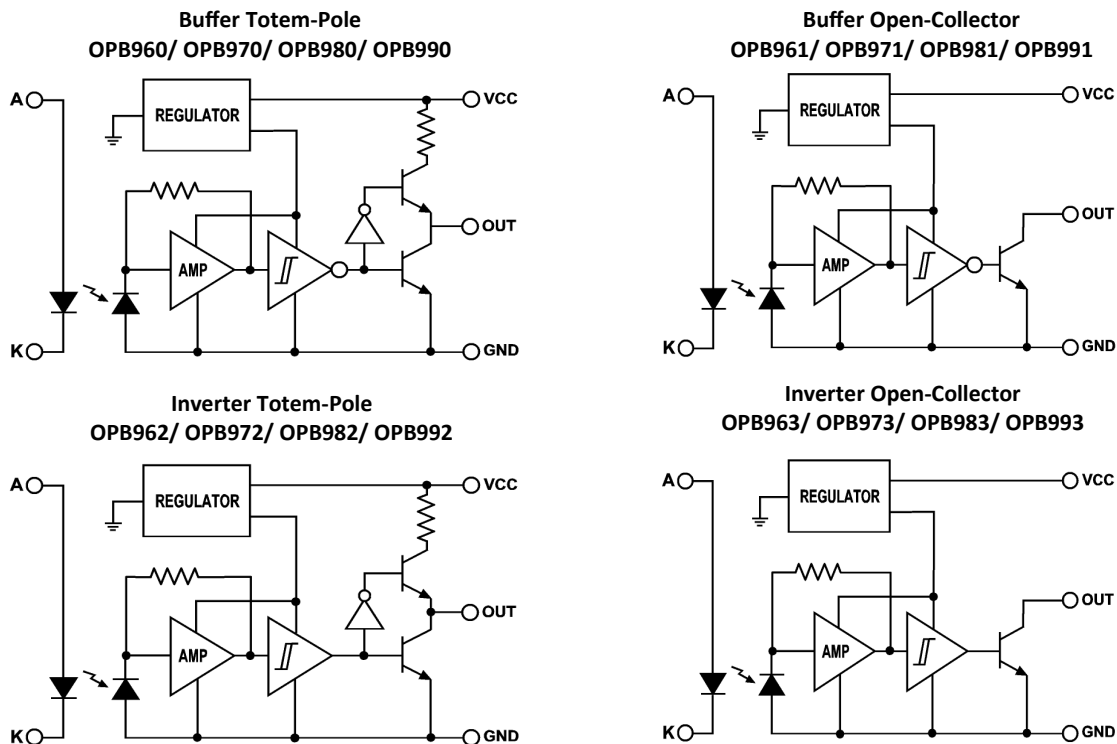 Buffer Totem-Pole
OPB960/ OPB970/ OPB980/ OPB990
A
REGULATOR
VCC
AMP
OUT
K
GND
Buffer Open-Collector
OPB961/ OPB971/ OPB981/ OPB991
A
REGULATOR
VCC
AMP
OUT
K
GND
Inverter Totem-Pole
OPB962/ OPB972/ OPB982/ OPB992
A
REGULATOR
VCC
AMP
OUT
K
GND
Inverter Open-Collector
OPB963/ OPB973/ OPB983/ OPB993
A
REGULATOR
VCC
AMP
OUT
K
GND